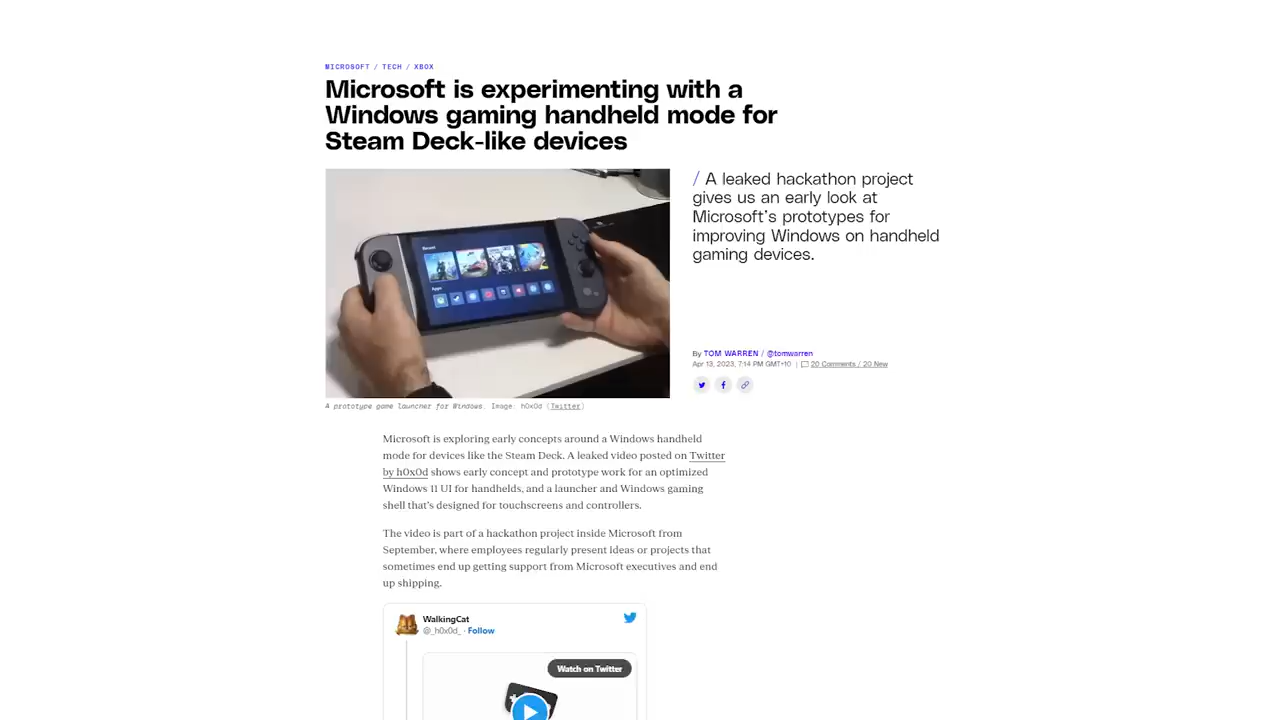 MICROSOFT / TECH / XBOX
Microsoft is experimenting with a
Windows gaming handheld mode for
Steam Deck-like devices
/ A leaked hackathon project
gives us an early look at
Microsoft's prototypes for
improving Windows on handheld
gaming devices.
Recent
Apps
By TOM WARREN / @tomwarren
Apr 13, 2023, 7:14 PM GMT+10 | 20 Comments / 20 New
A prototype game launcher for Windows. Image: h0x0d (Twitter)
Microsoft is exploring early concepts around a Windows handheld
mode for devices like the Steam Deck. A leaked video posted on Twitter
by h0x0d shows early concept and prototype work for an optimized
Windows 11 UI for handhelds, and a launcher and Windows gaming
shell that's designed for touchscreens and controllers.
The video is part of a hackathon project inside Microsoft from
September, where employees regularly present ideas or projects that
sometimes end up getting support from Microsoft executives and end
up shipping.
WalkingCat
@_h0x0d_ · Follow
Watch on Twitter